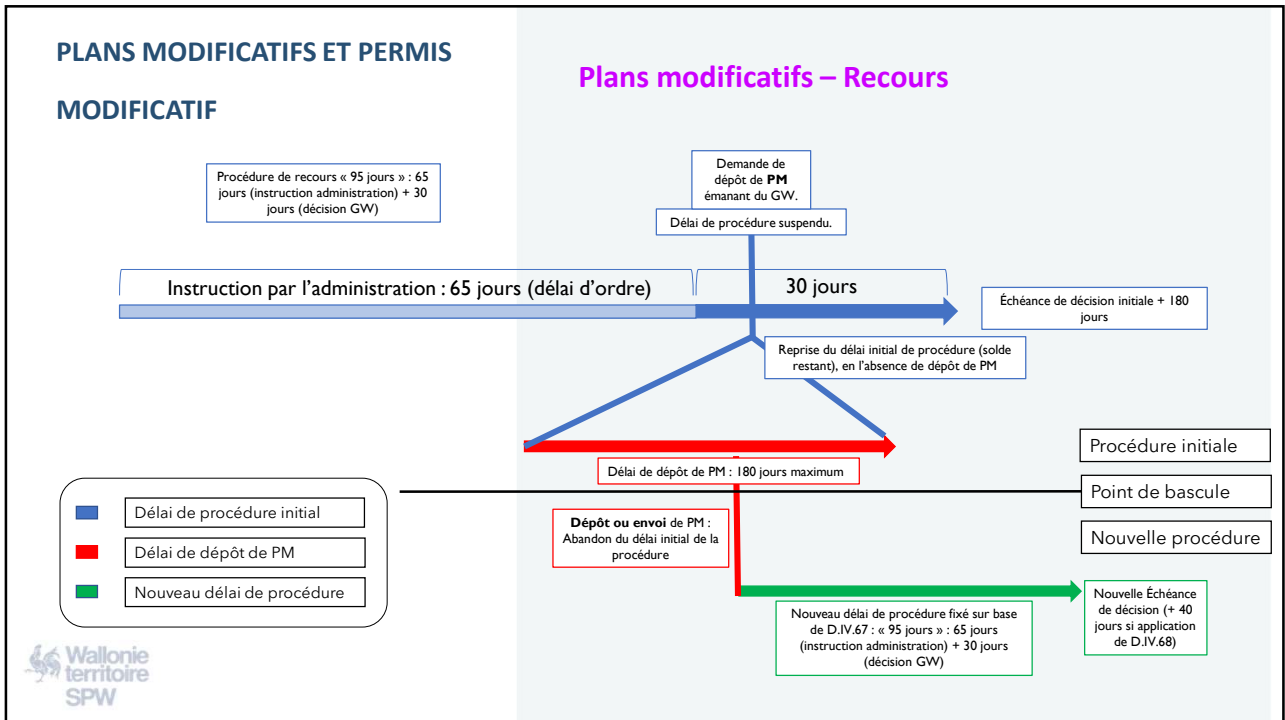 PLANS MODIFICATIFS ET PERMIS
MODIFICATIF
Plans modificatifs – Recours
Procédure de recours « 95 jours » : 65
jours (instruction administration) + 30
jours (décision GW)
Demande de
dépôt de PM
émanant du GW.
Délai de procédure suspendu.
Instruction par l’administration : 65 jours (délai d’ordre)
30 jours
Échéance de décision initiale + 180
jours
Reprise du délai initial de procédure (solde
restant), en l’absence de dépôt de PM
Procédure initiale
Délai de dépôt de PM : 180 jours maximum
Point de bascule
Délai de procédure initial
Délai de dépôt de PM
Nouveau délai de procédure
Dépôt ou envoi de PM :
Abandon du délai initial de la
procédure
Nouvelle procédure
Nouveau délai de procédure fixé sur base
de D.IV.67 : « 95 jours » : 65 jours
(instruction administration) + 30 jours
(décision GW)
Nouvelle Échéance
de décision (+ 40
jours si application
de D.IV.68)
Wallonie
territoire
SPW